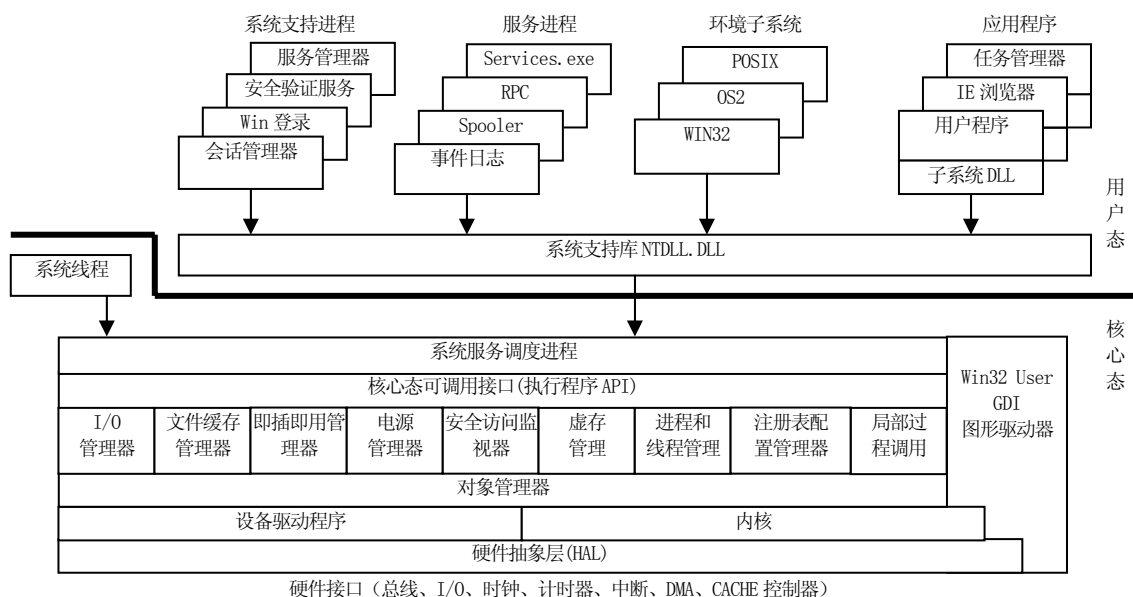 系统支持进程
服务进程
环境子系统
应用程序
服务管理器
安全验证服务
Win 登录
会话管理器
Services.exe
RPC
Spooler
事件日志
POSIX
OS2
WIN32
任务管理器
IE 浏览器
用户程序
子系统 DLL
用
户
态
系统支持库 NTDLL.DLL
系统线程
核
心
态
系统服务调度进程
核心态可调用接口(执行程序 API)
Win32 User
GDI
图形驱动器
I/O
管理器
文件缓存
管理器
即插即用管
理器
电源
管理器
安全访问监
视器
虚存
管理
进程和
线程管理
注册表配
置管理器
局部过
程调用
对象管理器
设备驱动程序
内核
硬件抽象层(HAL)
硬件接口（总线、I/O、时钟、计时器、中断、DMA、CACHE 控制器）